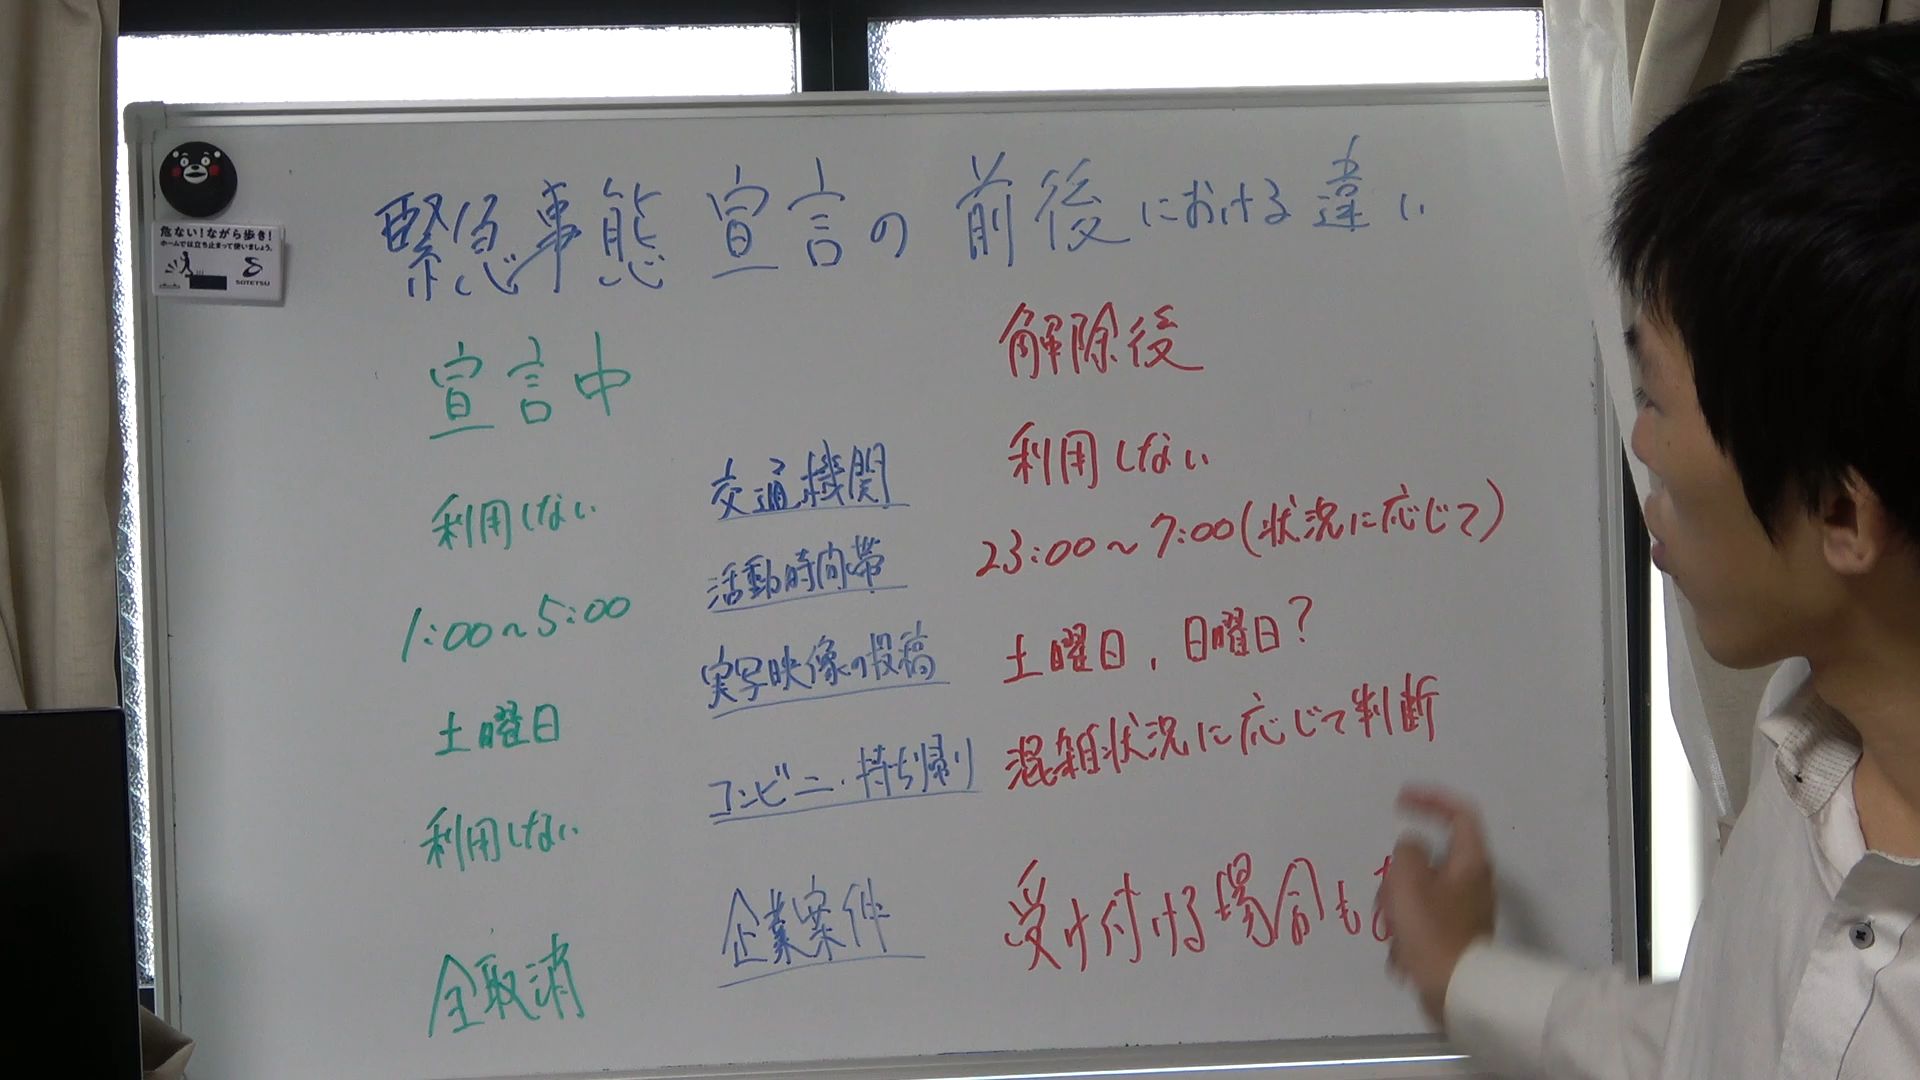 緊急事態宣言の前後における違い
危ない!ながら歩き!
ホームでは立ち止まって使いましょう。
SOTETSU
宣言中
解除後
利用しない
交通機関
利用しない
1:00~5:00
活動時間帯
23:00~7:00(状況に応じて)
土曜日
実写映像の投稿
土曜日,日曜日?
利用しない
コンビニ・持ち帰り
混雑状況に応じて判断
全取消
企業案件
受け付ける場合も